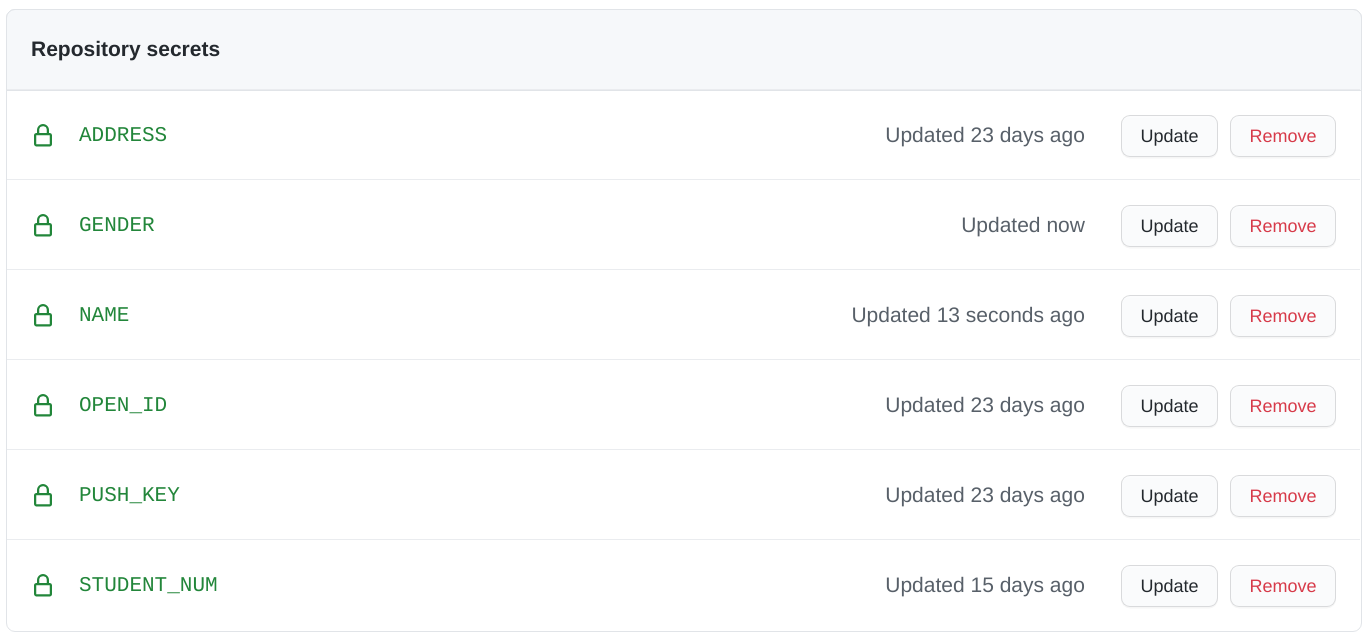 Repository secrets
ADDRESS Updated 23 days ago Update Remove
GENDER Updated now Update Remove
NAME Updated 13 seconds ago Update Remove
OPEN_ID Updated 23 days ago Update Remove
PUSH_KEY Updated 23 days ago Update Remove
STUDENT_NUM Updated 15 days ago Update Remove